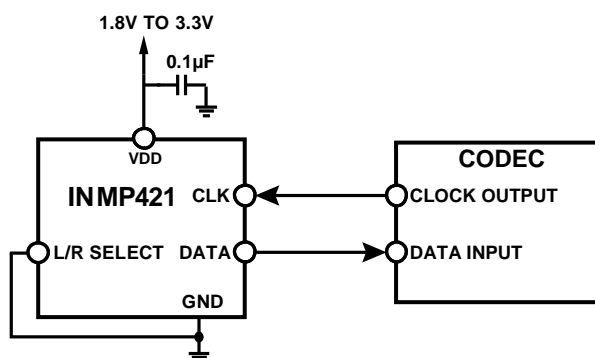 1.8V TO 3.3V
0.1µF
VDD
INMP421
CLK
L/R SELECT
DATA
GND
CODEC
CLOCK OUTPUT
DATA INPUT